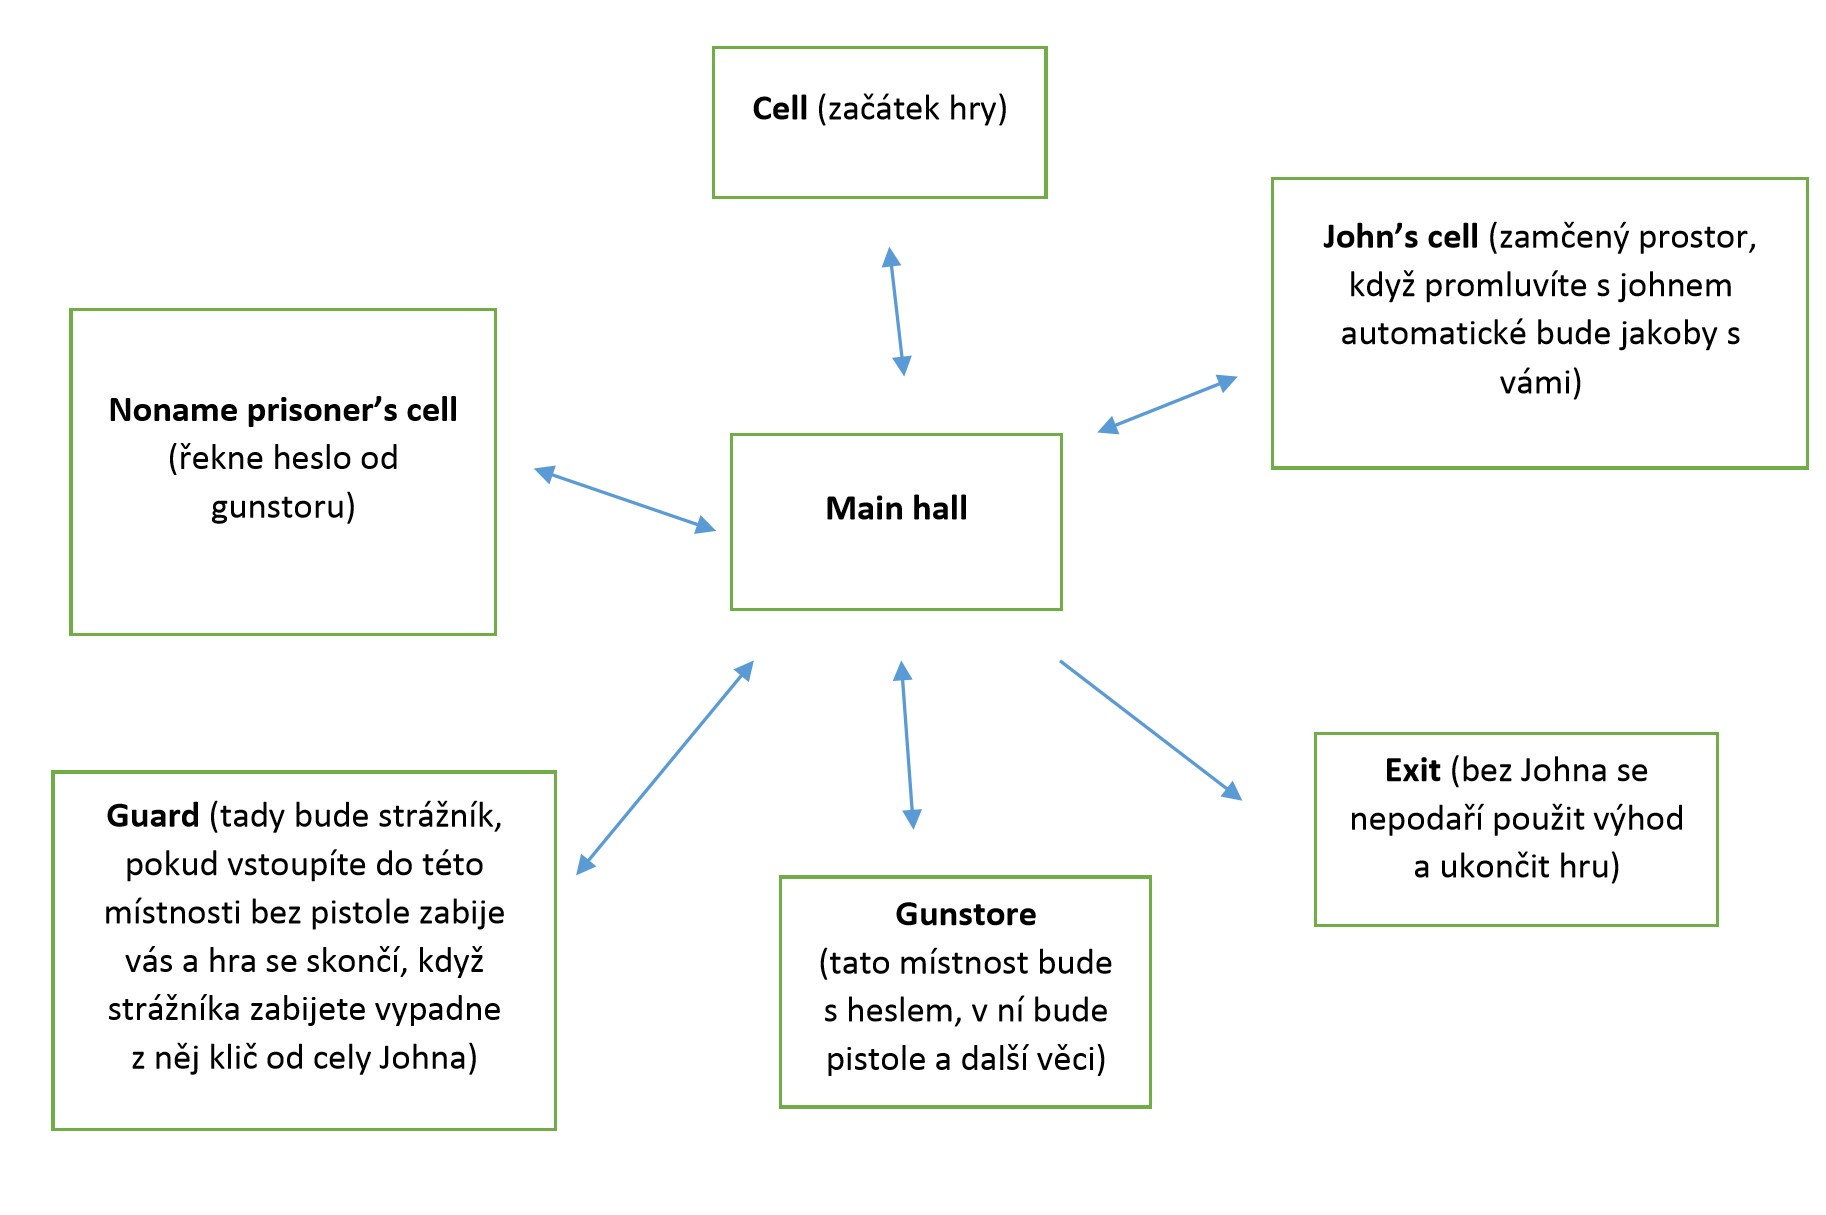 Cell (začátek hry)
John’s cell (zamčený prostor,
když promluvíte s johnem
automatické bude jakoby s
vámi)
Noname prisoner’s cell
(řekne heslo od
gunstoru)
Main hall
Guard (tady bude strážník,
pokud vstoupíte do této
místnosti bez pistole zabije
vás a hra se skončí, když
strážníka zabijete vypadne
z něj klič od cely Johna)
Gunstore
(tato místnost bude
s heslem, v ní bude
pistole a další věci)
Exit (bez Johna se
nepodaří použit výhod
a ukončit hru)